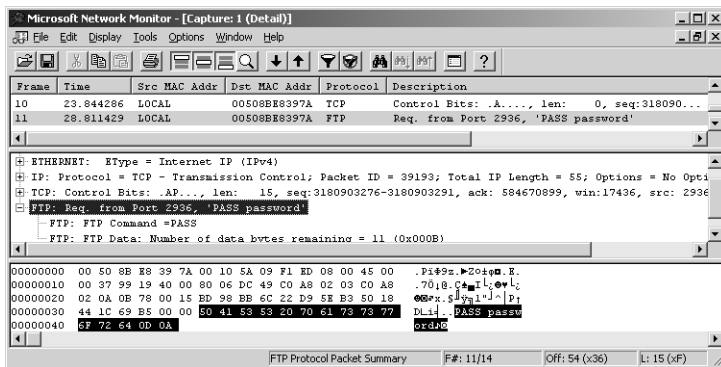 Microsoft Network Monitor - [Capture: 1 (Detail)]
File Edit Display Tools Options Window Help
Frame Time Src MAC Addr Dst MAC Addr Protocol Description
10 23.844286 LOCAL 00508BE8397A TCP Control Bits: .A...., len: 0, seq:318090...
11 28.811429 LOCAL 00508BE8397A FTP Req. from Port 2936, 'PASS password'
ETHERNET: EType = Internet IP (IPv4)
IP: Protocol = TCP - Transmission Control; Packet ID = 39193; Total IP Length = 55; Options = No Opti
TCP: Control Bits: .AP..., len: 15, seq:3180903276-3180903291, ack: 584670899, win:17436, src: 2936
FTP: Req. from Port 2936, 'PASS password'
FTP: FTP Command =PASS
FTP: FTP Data: Number of data bytes remaining = 11 (0x000B)
00000000 00 50 8B E8 39 7A 00 10 5A 09 F1 ED 08 00 45 00
00000010 00 37 99 19 40 00 80 06 DC 49 C0 A8 02 03 C0 A8
00000020 02 0A 0B 78 00 15 BD 98 BB 6C 22 D9 5E B3 50 18
00000030 44 1C 69 B5 00 00 50 41 53 53 20 70 61 73 73 77 PASS passw
00000040 6F 72 64 0D 0A ord♪◙
FTP Protocol Packet Summary F#: 11/14 Off: 54 (x36) L: 15 (xF)